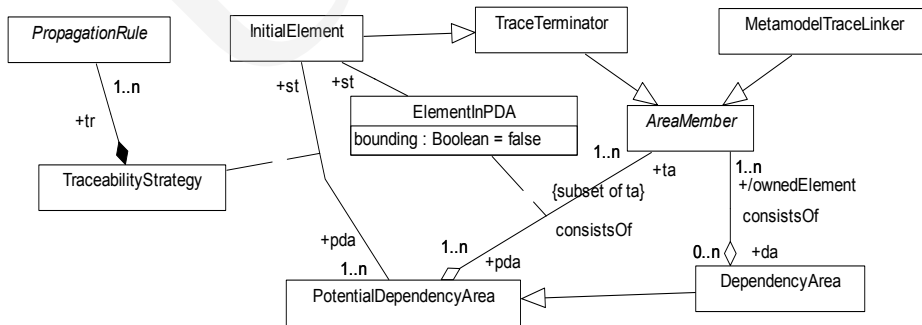 PropagationRule
InitialElement
TraceTerminator
MetamodelTraceLinker
1..n
+tr
+st
+st
ElementInPDA
bounding : Boolean = false
AreaMember
TraceabilityStrategy
1..n
+ta
{subset of ta}
consistsOf
1..n
+/ownedElement
consistsOf
+pda
1..n
1..n
+pda
0..n
+da
PotentialDependencyArea
DependencyArea